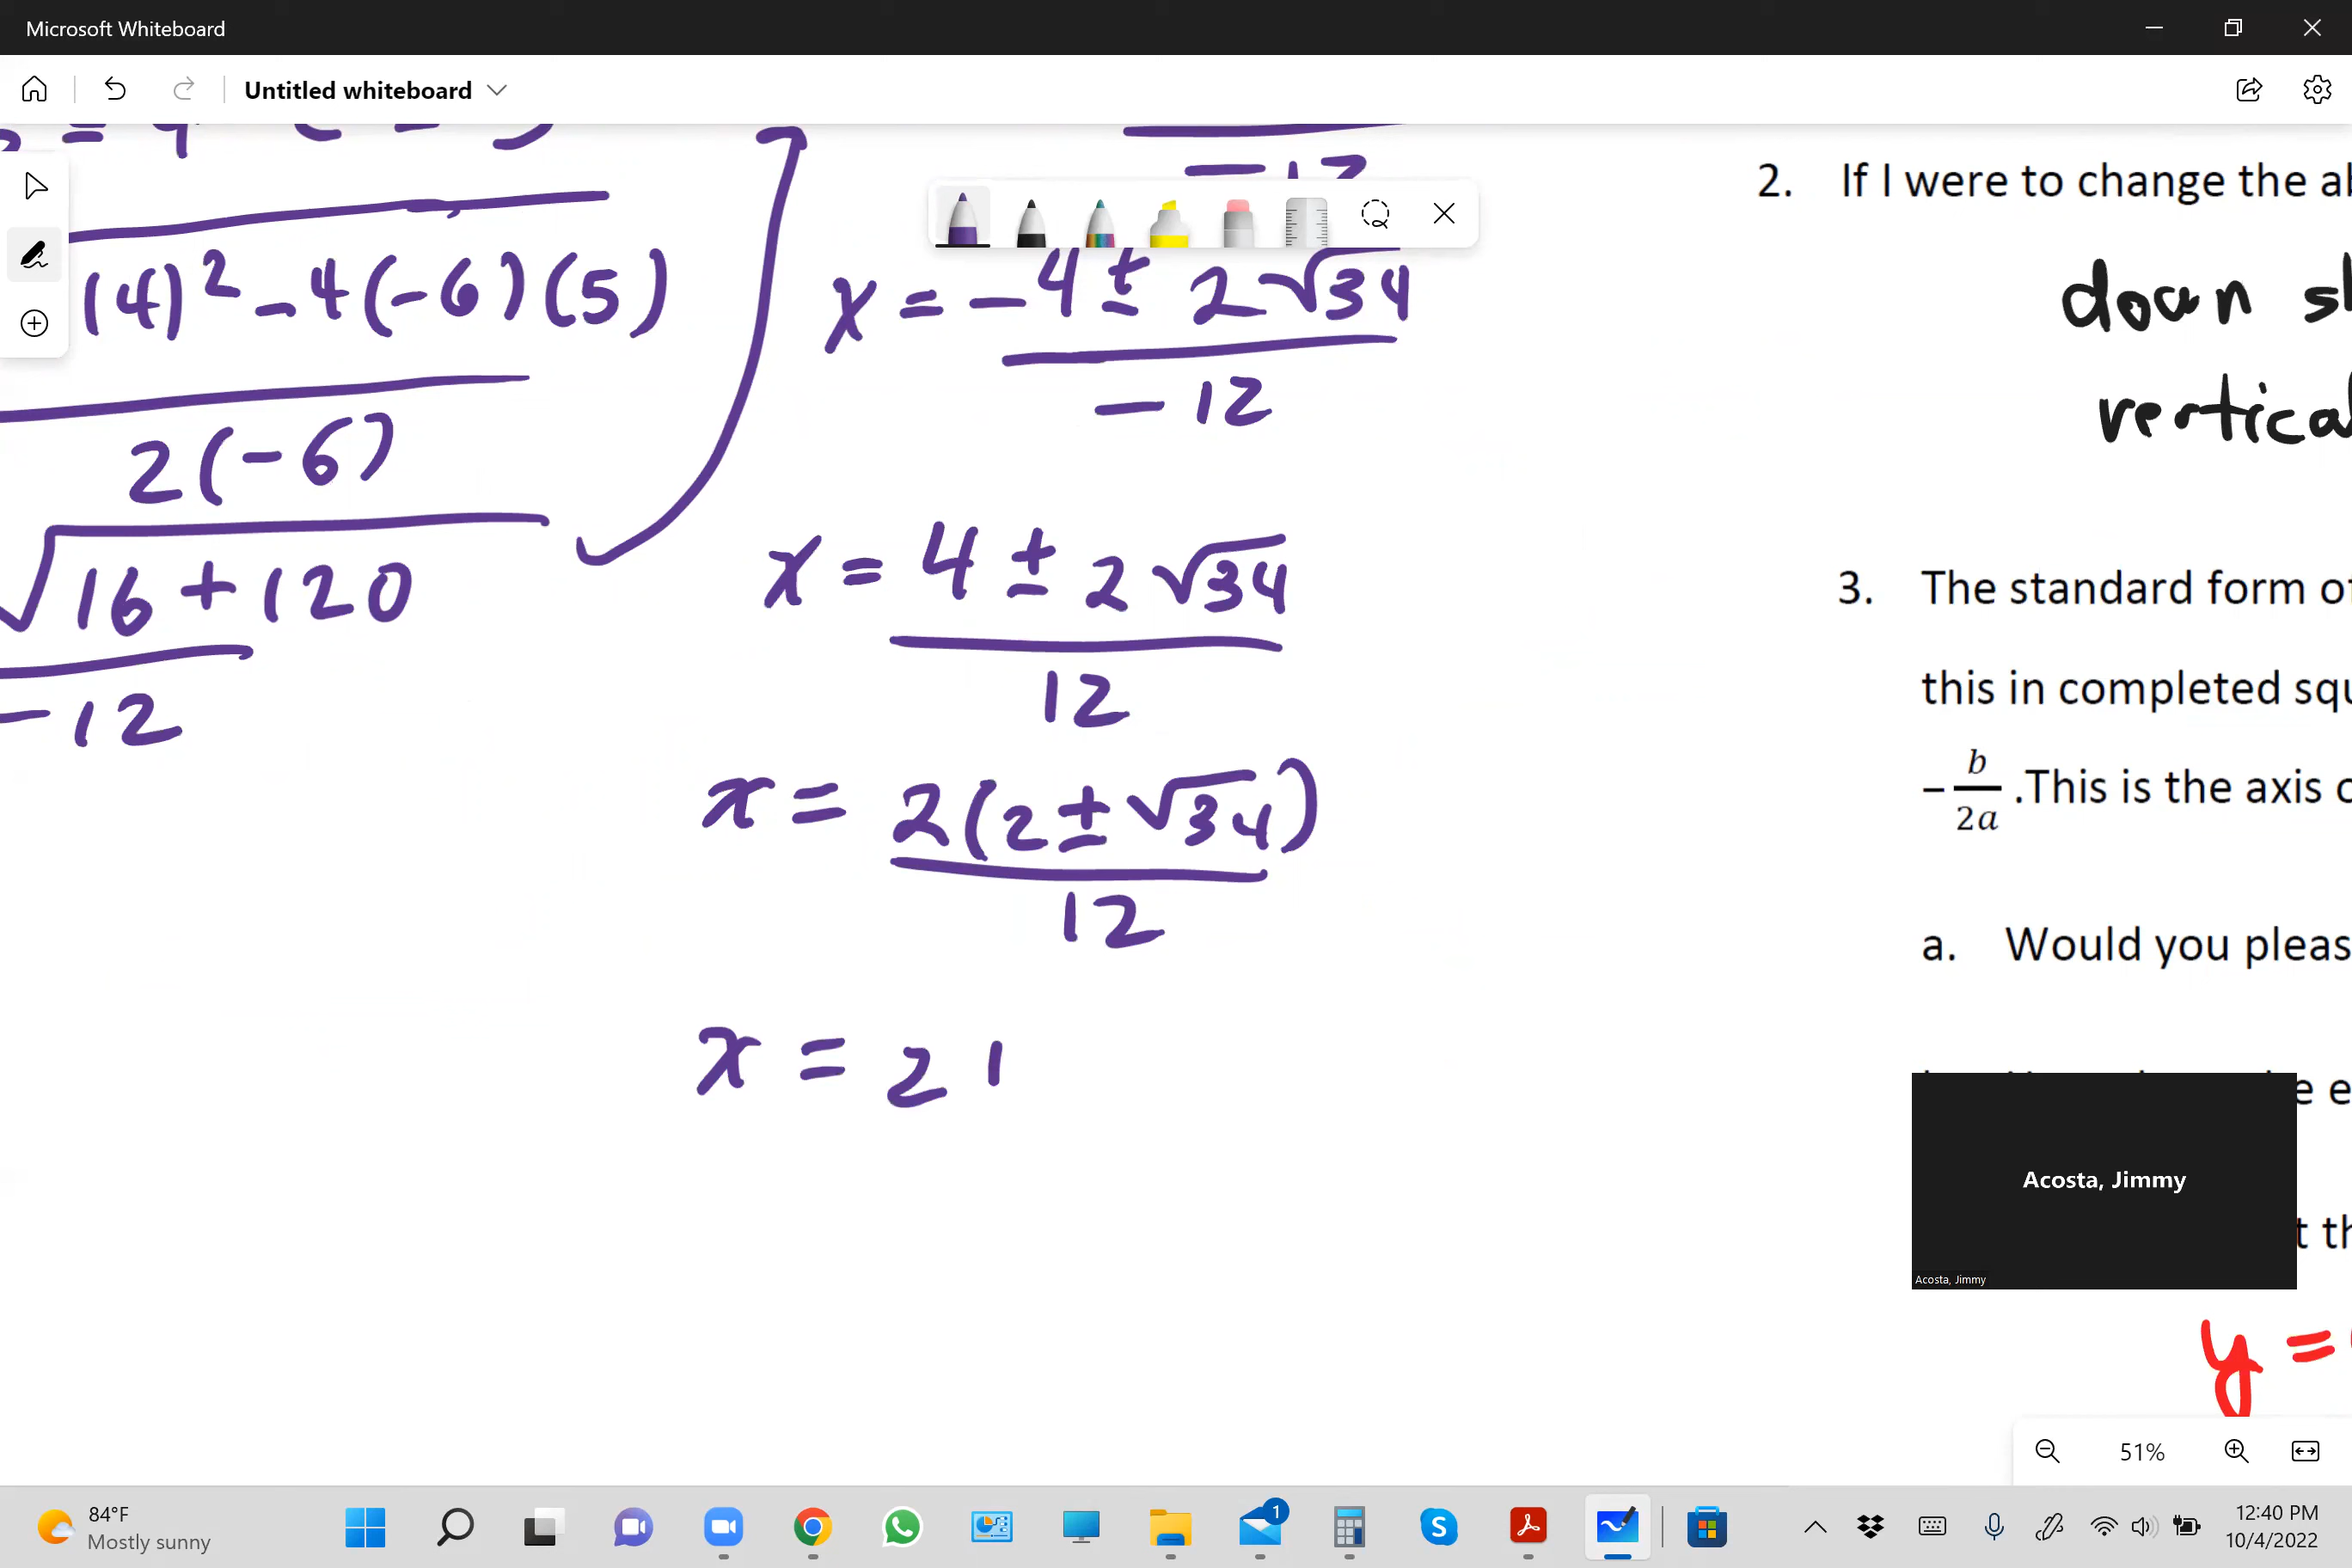 Microsoft Whiteboard
Untitled whiteboard
(4)² - 4(-6)(5)
2(-6)
√16 + 120
-12
x = -4 ± 2√34
-12
x = 4 ± 2√34
12
x = 2(2 ± √34)
12
x = 2 1
2. If I were to change the
down
vertical
3. The standard form
this in completed
- b/2a .This is the axis
a. Would you pleas
Acosta, Jimmy
Acosta, Jimmy
y =
51%
84°F
Mostly sunny
1
12:40 PM
10/4/2022